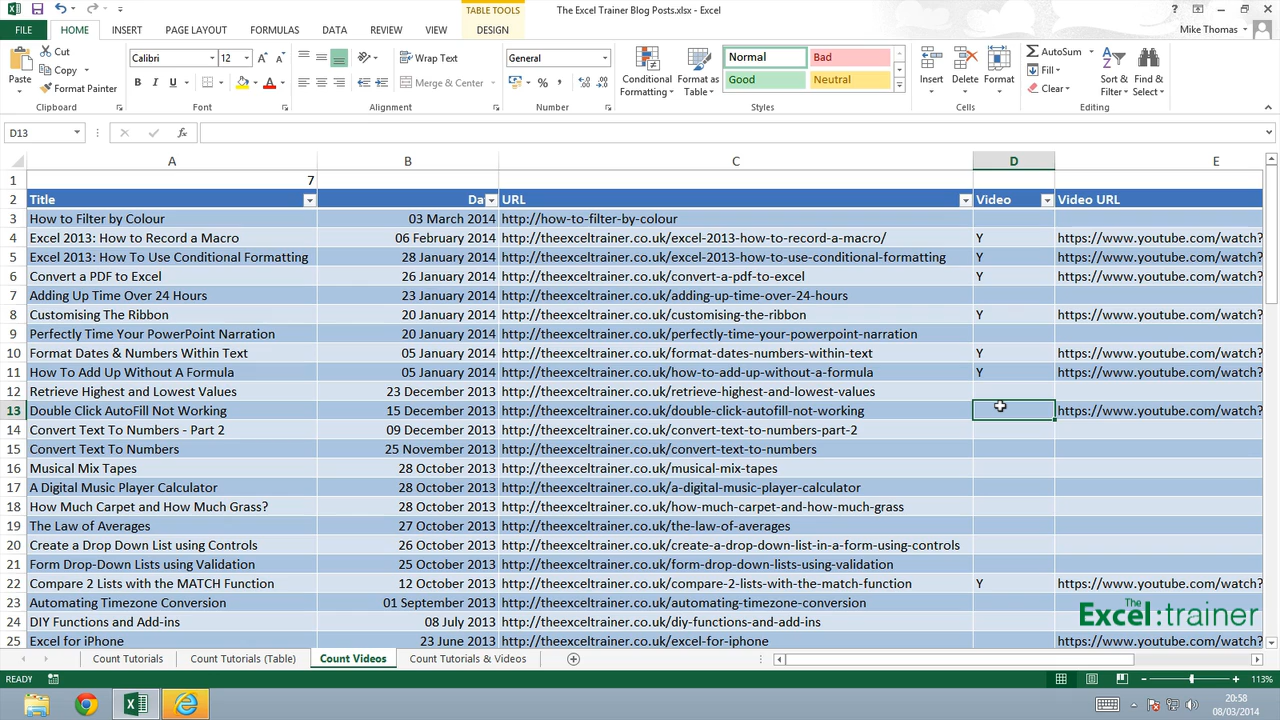 TABLE TOOLS
The Excel Trainer Blog Posts.xlsx - Excel
FILE HOME INSERT PAGE LAYOUT FORMULAS DATA REVIEW VIEW DESIGN Mike Thomas
Paste Cut Copy Format Painter Clipboard
Calibri 12 B I U Font
Wrap Text Merge & Center Alignment
General % , Number
Conditional Formatting Format as Table Normal Bad Good Neutral Styles
Insert Delete Format Cells
AutoSum Fill Clear Sort & Filter Find & Select Editing
D13 fx
A B C D E
1 7
2 Title Da URL Video Video URL
3 How to Filter by Colour 03 March 2014 http://how-to-filter-by-colour
4 Excel 2013: How to Record a Macro 06 February 2014 http://theexceltrainer.co.uk/excel-2013-how-to-record-a-macro/ Y https://www.youtube.com/watch?
5 Excel 2013: How To Use Conditional Formatting 28 January 2014 http://theexceltrainer.co.uk/excel-2013-how-to-use-conditional-formatting Y https://www.youtube.com/watch?
6 Convert a PDF to Excel 26 January 2014 http://theexceltrainer.co.uk/convert-a-pdf-to-excel Y https://www.youtube.com/watch?
7 Adding Up Time Over 24 Hours 23 January 2014 http://theexceltrainer.co.uk/adding-up-time-over-24-hours
8 Customising The Ribbon 20 January 2014 http://theexceltrainer.co.uk/customising-the-ribbon Y https://www.youtube.com/watch?
9 Perfectly Time Your PowerPoint Narration 20 January 2014 http://theexceltrainer.co.uk/perfectly-time-your-powerpoint-narration
10 Format Dates & Numbers Within Text 05 January 2014 http://theexceltrainer.co.uk/format-dates-numbers-within-text Y https://www.youtube.com/watch?
11 How To Add Up Without A Formula 05 January 2014 http://theexceltrainer.co.uk/how-to-add-up-without-a-formula Y https://www.youtube.com/watch?
12 Retrieve Highest and Lowest Values 23 December 2013 http://theexceltrainer.co.uk/retrieve-highest-and-lowest-values
13 Double Click AutoFill Not Working 15 December 2013 http://theexceltrainer.co.uk/double-click-autofill-not-working https://www.youtube.com/watch?
14 Convert Text To Numbers - Part 2 09 December 2013 http://theexceltrainer.co.uk/convert-text-to-numbers-part-2
15 Convert Text To Numbers 25 November 2013 http://theexceltrainer.co.uk/convert-text-to-numbers
16 Musical Mix Tapes 28 October 2013 http://theexceltrainer.co.uk/musical-mix-tapes
17 A Digital Music Player Calculator 28 October 2013 http://theexceltrainer.co.uk/a-digital-music-player-calculator
18 How Much Carpet and How Much Grass? 28 October 2013 http://theexceltrainer.co.uk/how-much-carpet-and-how-much-grass
19 The Law of Averages 27 October 2013 http://theexceltrainer.co.uk/the-law-of-averages
20 Create a Drop Down List using Controls 26 October 2013 http://theexceltrainer.co.uk/create-a-drop-down-list-in-a-form-using-controls
21 Form Drop-Down Lists using Validation 25 October 2013 http://theexceltrainer.co.uk/form-drop-down-lists-using-validation
22 Compare 2 Lists with the MATCH Function 12 October 2013 http://theexceltrainer.co.uk/compare-2-lists-with-the-match-function Y https://www.youtube.com/watch?
23 Automating Timezone Conversion 01 September 2013 http://theexceltrainer.co.uk/automating-timezone-conversion
24 DIY Functions and Add-ins 08 July 2013 http://theexceltrainer.co.uk/diy-functions-and-add-ins
25 Excel for iPhone 23 June 2013 http://theexceltrainer.co.uk/excel-for-iphone https://www.youtube.com/watch?
The Excel:trainer
Count Tutorials Count Tutorials (Table) Count Videos Count Tutorials & Videos
READY 113%
20:58
08/03/2014